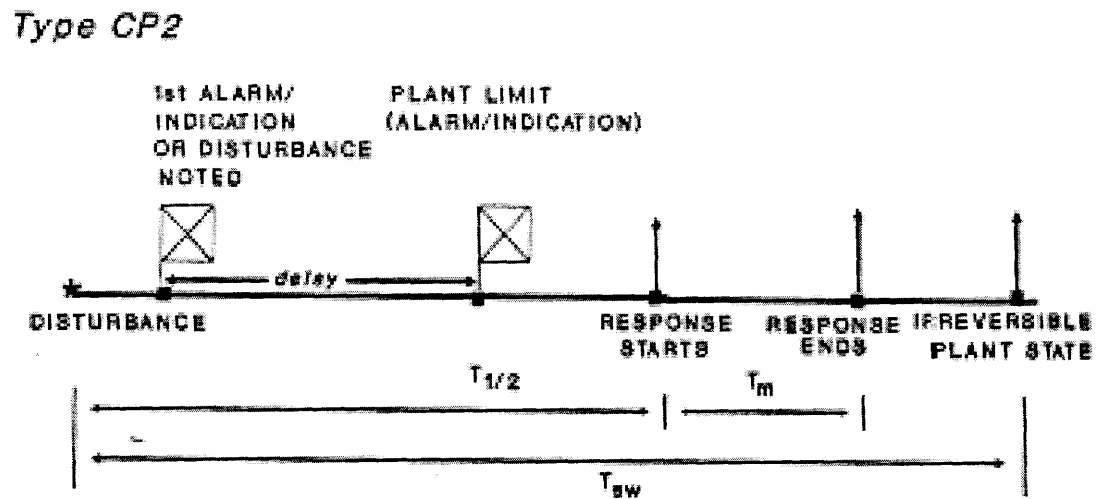 Type CP2
1st ALARM/
INDICATION
OR DISTURBANCE
NOTED
PLANT LIMIT
(ALARM/INDICATION)
delay
DISTURBANCE
RESPONSE
STARTS
RESPONSE
ENDS
IRREVERSIBLE
PLANT STATE
T1/2
Tm
Tsw